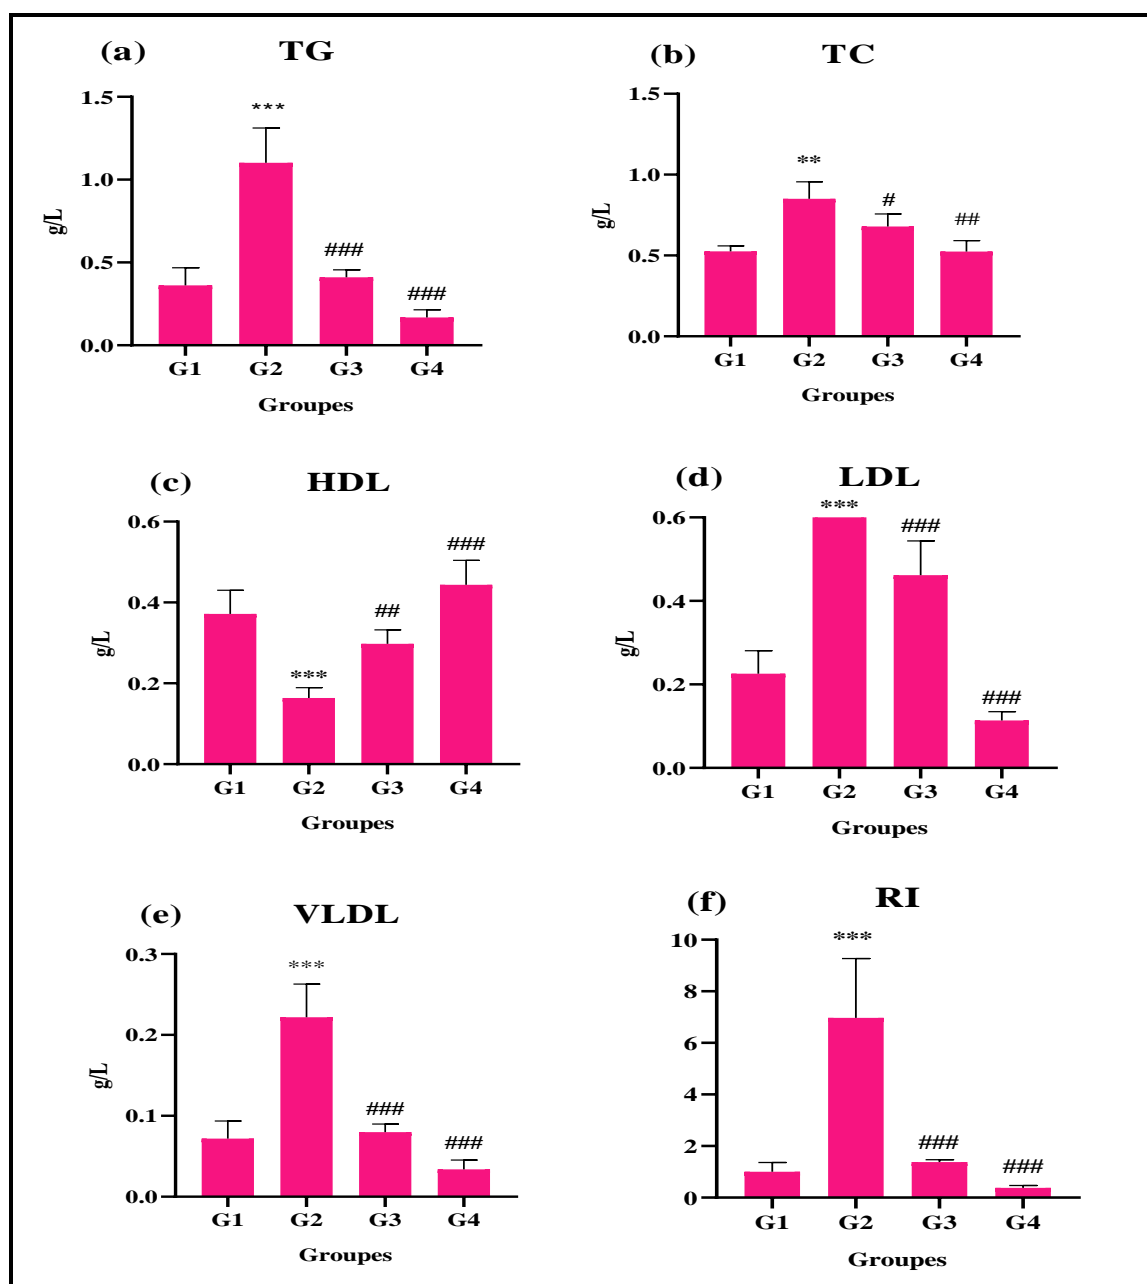 (a) TG
1.5
1.0
0.5
0.0
g/L
***
###
###
G1 G2 G3 G4
Groupes
(b) TC
1.5
1.0
0.5
0.0
g/L
**
#
##
G1 G2 G3 G4
Groupes
(c) HDL
0.6
0.4
0.2
0.0
g/L
***
##
###
G1 G2 G3 G4
Groupes
(d) LDL
0.6
0.4
0.2
0.0
g/L
***
###
###
G1 G2 G3 G4
Groupes
(e) VLDL
0.3
0.2
0.1
0.0
g/L
***
###
###
G1 G2 G3 G4
Groupes
(f) RI
10
8
6
4
2
0
***
###
###
G1 G2 G3 G4
Groupes